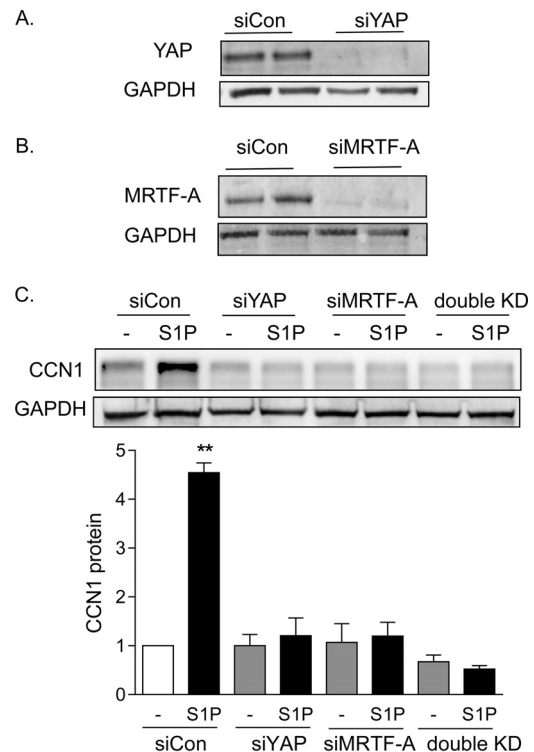 A.
siCon siYAP
YAP
GAPDH
B.
siCon siMRTF-A
MRTF-A
GAPDH
C.
siCon siYAP siMRTF-A double KD
- S1P - S1P - S1P - S1P
CCN1
GAPDH
5
**
4
3
2
1
0
CCN1 protein
- S1P - S1P - S1P - S1P
siCon siYAP siMRTF-A double KD